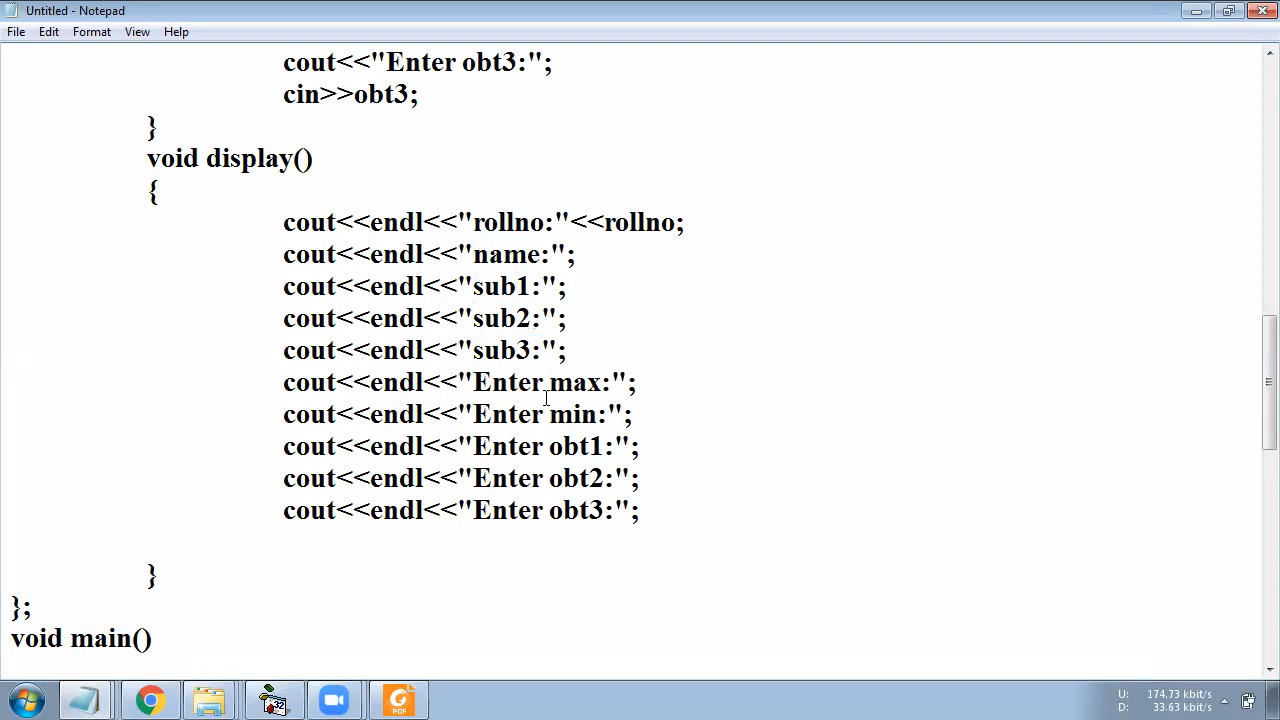 Untitled - Notepad
File Edit Format View Help
cout<<"Enter obt3:";
cin>>obt3;
}
void display()
{
cout<<endl<<"rollno:"<<rollno;
cout<<endl<<"name:";
cout<<endl<<"sub1:";
cout<<endl<<"sub2:";
cout<<endl<<"sub3:";
cout<<endl<<"Enter max:";
cout<<endl<<"Enter min:";
cout<<endl<<"Enter obt1:";
cout<<endl<<"Enter obt2:";
cout<<endl<<"Enter obt3:";
}
};
void main()
32
PDF
U: 174.73 kbit/s
D: 33.63 kbit/s